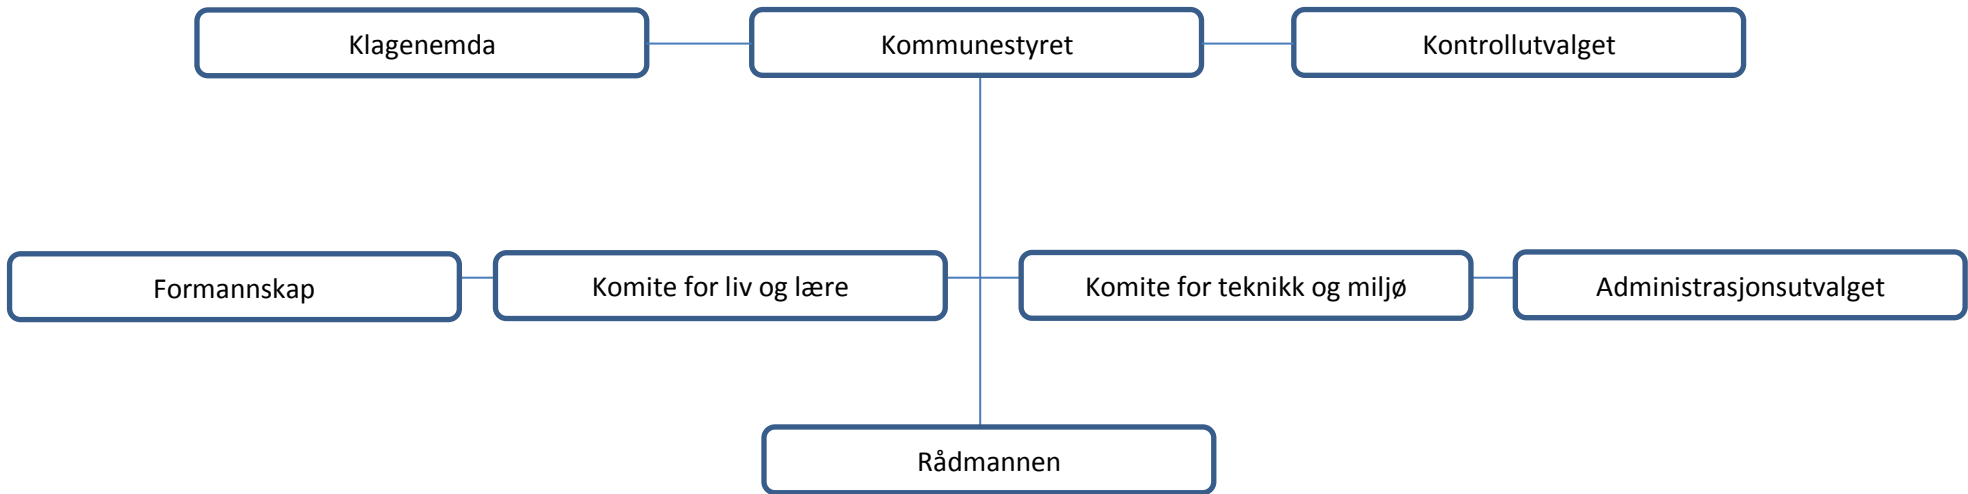 Klagenemda
Kommunestyret
Kontrollutvalget
Formannskap
Komite for liv og lære
Komite for teknikk og miljø
Administrasjonsutvalget
Rådmannen